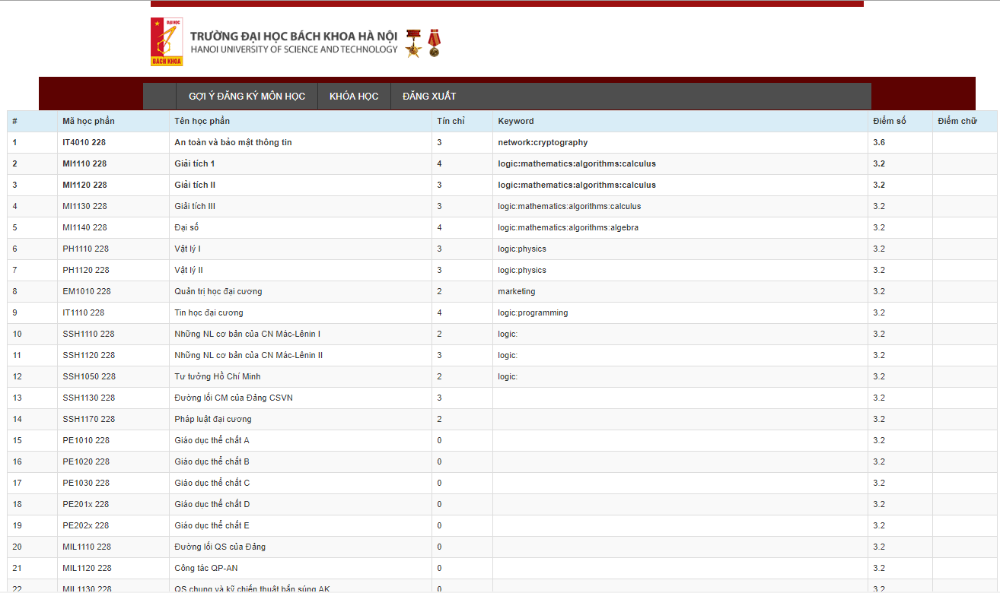 ĐẠI HỌC
BÁCH KHOA
TRƯỜNG ĐẠI HỌC BÁCH KHOA HÀ NỘI
HANOI UNIVERSITY OF SCIENCE AND TECHNOLOGY
GỢI Ý ĐĂNG KÝ MÔN HỌC KHÓA HỌC ĐĂNG XUẤT
# Mã học phần Tên học phần Tín chỉ Keyword Điểm số Điểm chữ
1 IT4010 228 An toàn và bảo mật thông tin 3 network:cryptography 3.6
2 MI1110 228 Giải tích 1 4 logic:mathematics:algorithms:calculus 3.2
3 MI1120 228 Giải tích II 3 logic:mathematics:algorithms:calculus 3.2
4 MI1130 228 Giải tích III 3 logic:mathematics:algorithms:calculus 3.2
5 MI1140 228 Đại số 4 logic:mathematics:algorithms:algebra 3.2
6 PH1110 228 Vật lý I 3 logic:physics 3.2
7 PH1120 228 Vật lý II 3 logic:physics 3.2
8 EM1010 228 Quản trị học đại cương 2 marketing 3.2
9 IT1110 228 Tin học đại cương 4 logic:programming 3.2
10 SSH1110 228 Những NL cơ bản của CN Mác-Lênin I 2 logic: 3.2
11 SSH1120 228 Những NL cơ bản của CN Mác-Lênin II 3 logic: 3.2
12 SSH1050 228 Tư tưởng Hồ Chí Minh 2 logic: 3.2
13 SSH1130 228 Đường lối CM của Đảng CSVN 3 3.2
14 SSH1170 228 Pháp luật đại cương 2 3.2
15 PE1010 228 Giáo dục thể chất A 0 3.2
16 PE1020 228 Giáo dục thể chất B 0 3.2
17 PE1030 228 Giáo dục thể chất C 0 3.2
18 PE201x 228 Giáo dục thể chất D 0 3.2
19 PE202x 228 Giáo dục thể chất E 0 3.2
20 MIL1110 228 Đường lối QS của Đảng 0 3.2
21 MIL1120 228 Công tác QP-AN 0 3.2
22 MIL1130 228 QS chung và kỹ chiến thuật bắn súng AK 0 3.2